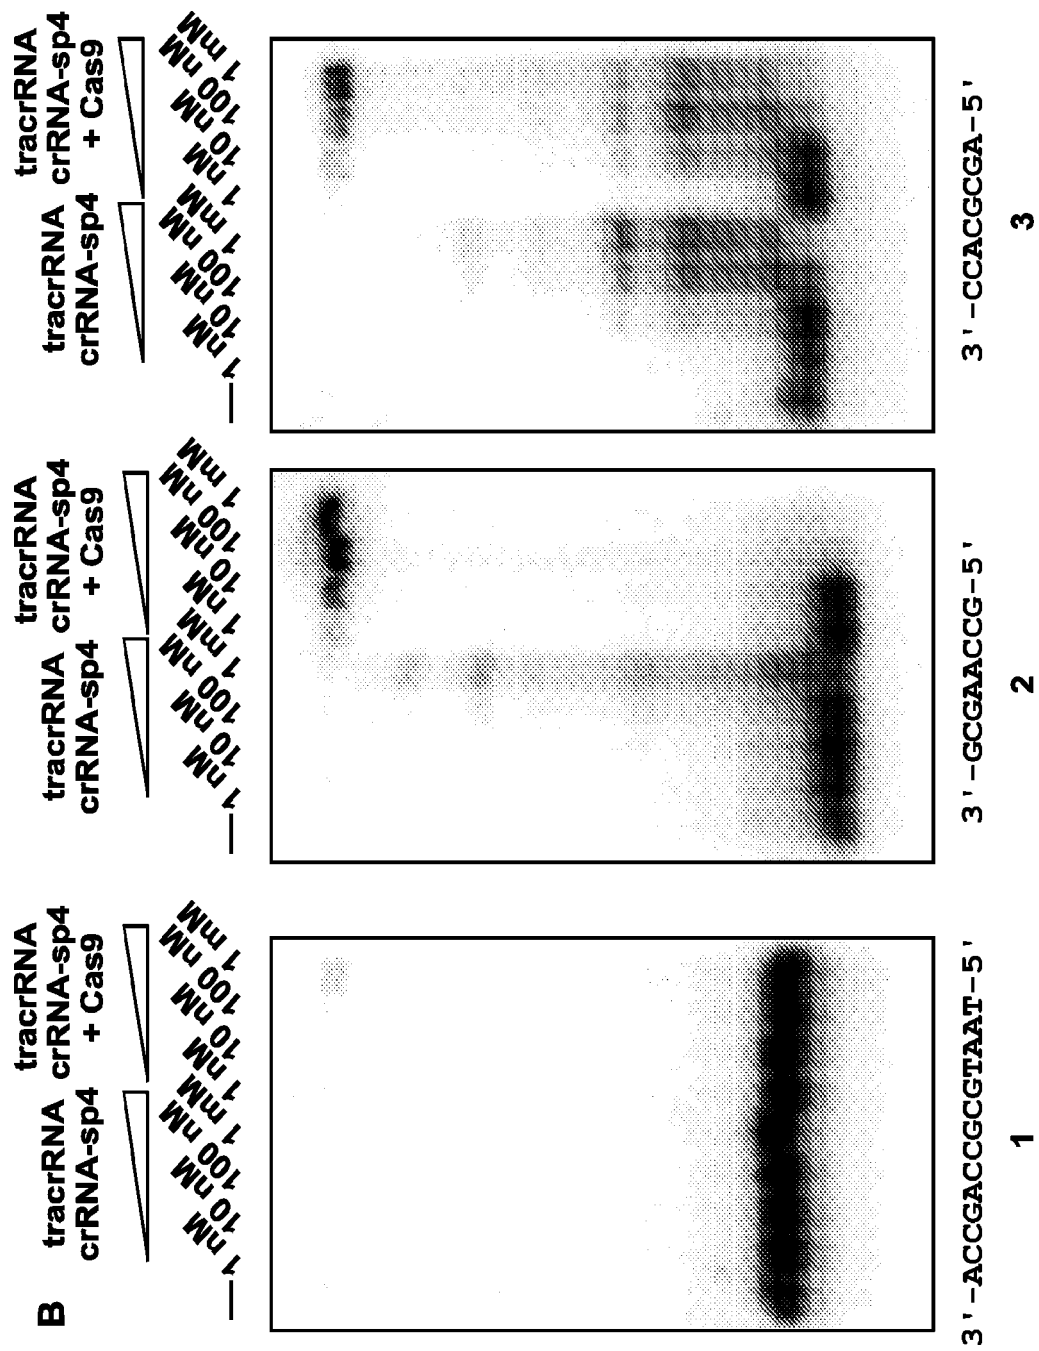 B
tracrRNA
crRNA-sp4
tracrRNA
crRNA-sp4
+ Cas9
— 1 nM 10 nM 100 nM 1 mM 1 nM 10 nM 100 nM 1 mM
3'-ACCGACCGCGTAAT-5'
1
tracrRNA
crRNA-sp4
tracrRNA
crRNA-sp4
+ Cas9
— 1 nM 10 nM 100 nM 1 mM 1 nM 10 nM 100 nM 1 mM
3'-GCGAACCG-5'
2
tracrRNA
crRNA-sp4
tracrRNA
crRNA-sp4
+ Cas9
— 1 nM 10 nM 100 nM 1 mM 1 nM 10 nM 100 nM 1 mM
3'-CCACGCGA-5'
3